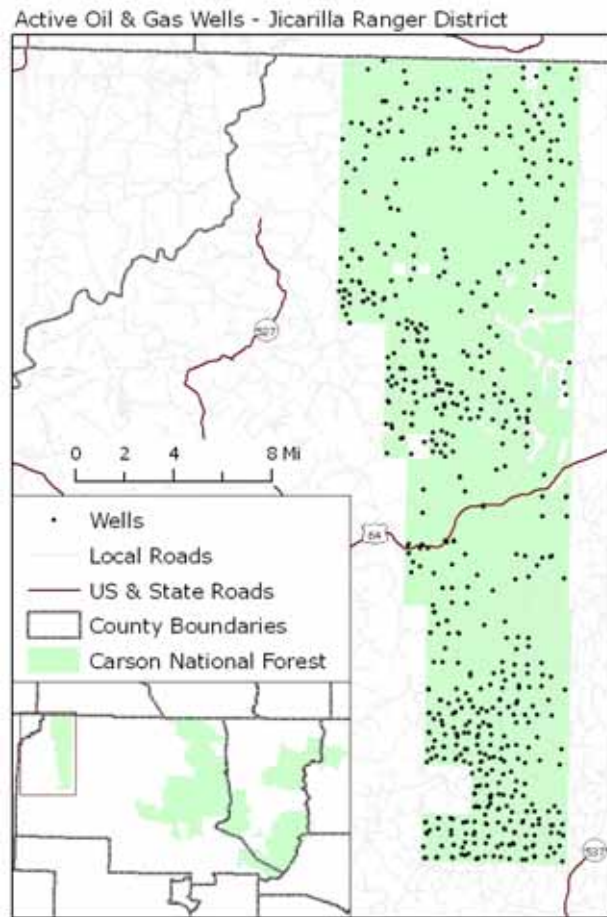 Active Oil & Gas Wells - Jicarilla Ranger District
527
0 2 4 8 Mi
Wells
64
Local Roads
US & State Roads
County Boundaries
Carson National Forest
537